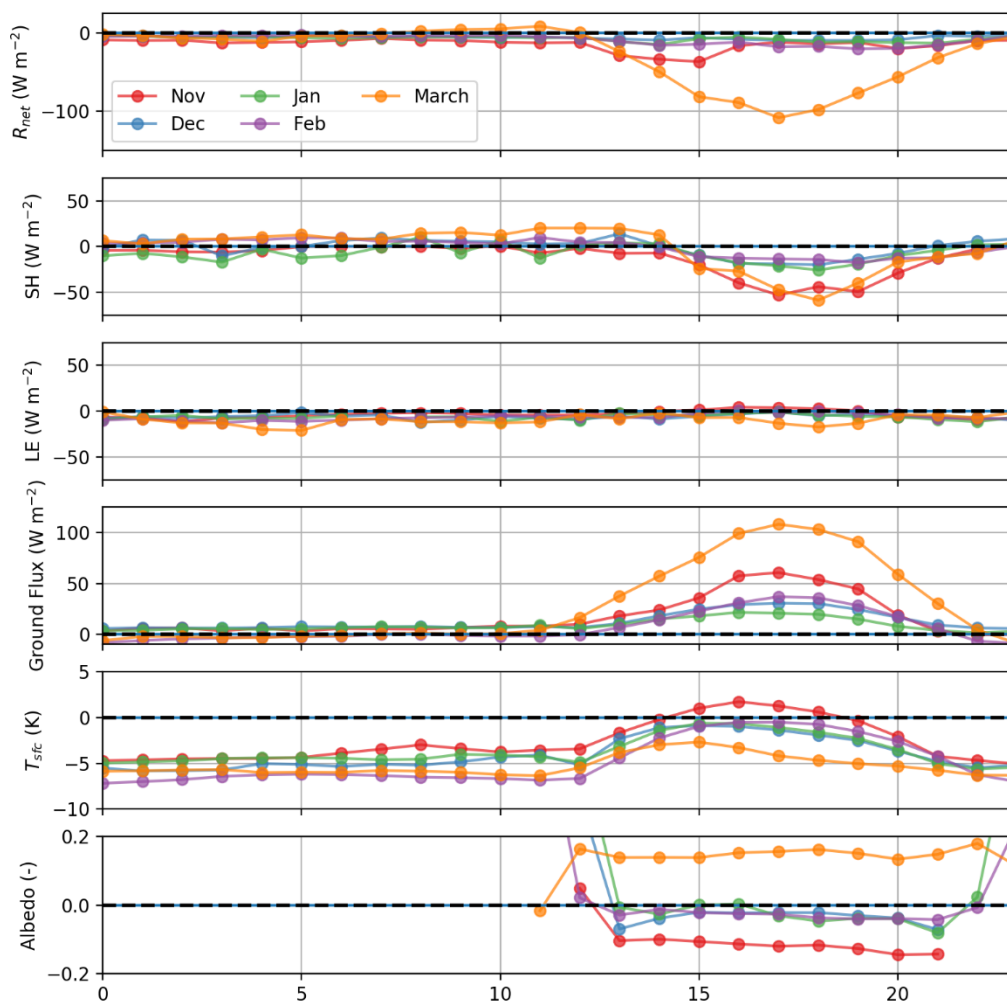 0
−100
R_net (W m⁻²)
Nov
Jan
March
Dec
Feb
50
0
−50
SH (W m⁻²)
50
0
−50
LE (W m⁻²)
100
50
0
Ground Flux (W m⁻²)
5
0
−5
−10
T_sfc (K)
0.2
0.0
−0.2
Albedo (-)
0
5
10
15
20